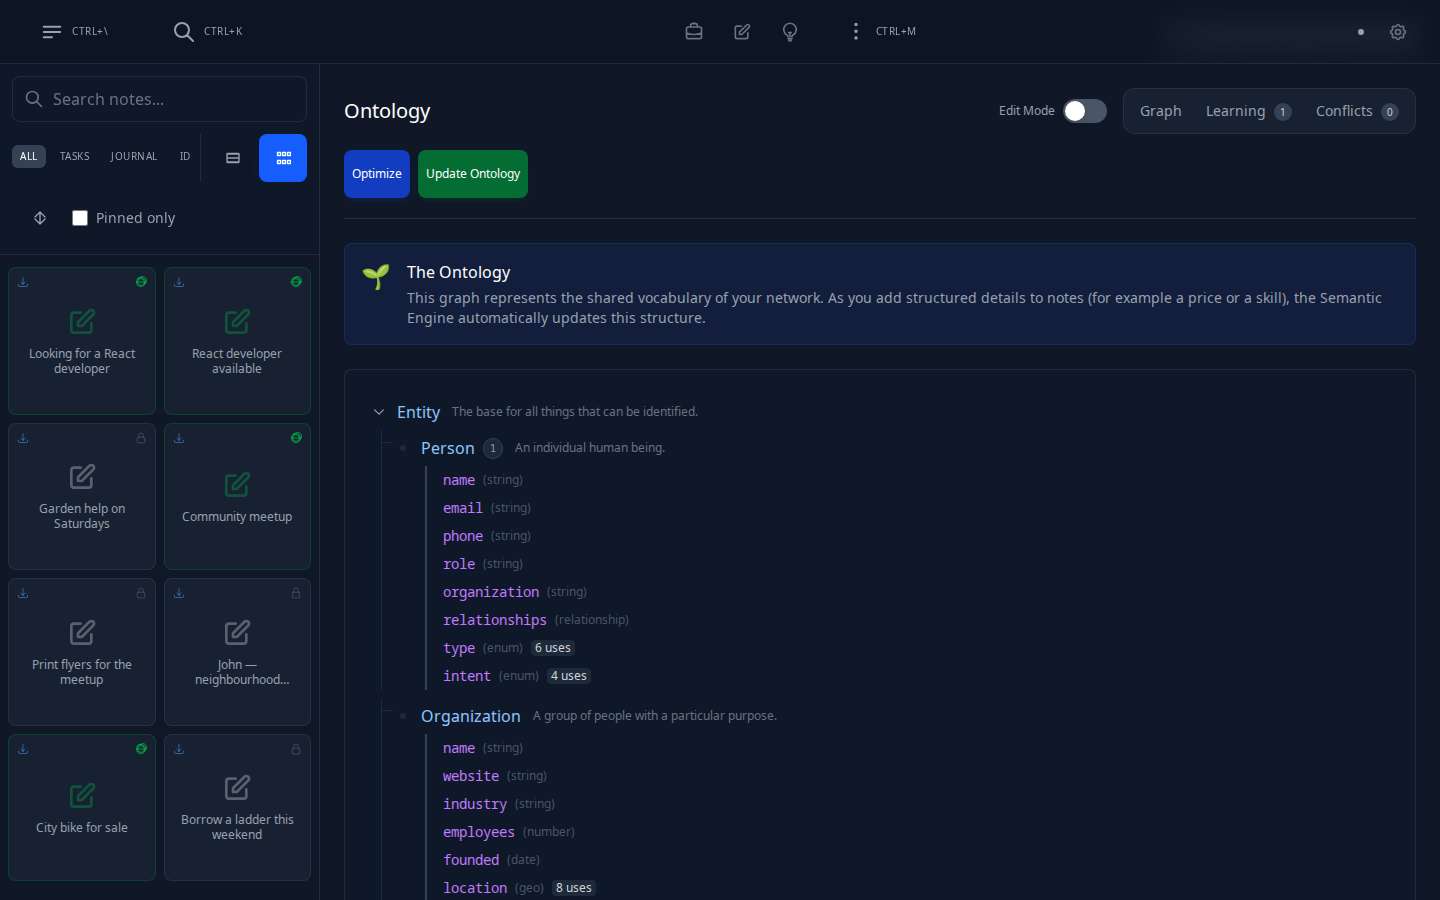 CTRL+\
CTRL+K
CTRL+M
Search notes...
ALL
TASKS
JOURNAL
ID
Pinned only
Looking for a React
developer
React developer
available
Garden help on
Saturdays
Community meetup
Print flyers for the
meetup
John —
neighbourhood...
City bike for sale
Borrow a ladder this
weekend
Ontology
Edit Mode
Graph
Learning 1
Conflicts 0
Optimize
Update Ontology
The Ontology
This graph represents the shared vocabulary of your network. As you add structured details to notes (for example a price or a skill), the Semantic
Engine automatically updates this structure.
Entity The base for all things that can be identified.
Person 1 An individual human being.
name (string)
email (string)
phone (string)
role (string)
organization (string)
relationships (relationship)
type (enum) 6 uses
intent (enum) 4 uses
Organization A group of people with a particular purpose.
name (string)
website (string)
industry (string)
employees (number)
founded (date)
location (geo) 8 uses